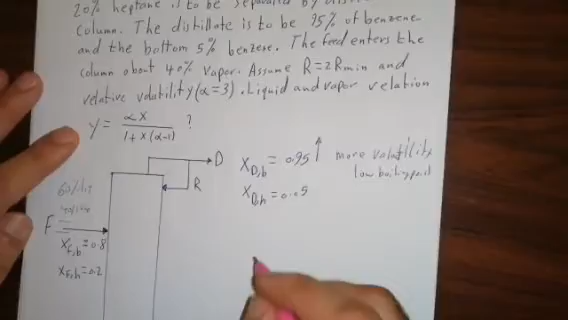 20% heptane is to be separated by
column. The distillate is to be 95% of benzene
and the bottom 5% benzene. The feed enters the
column about 40% vapor. Assume R=2Rmin and
relative volatility (α=3). Liquid and vapor relation
y = αx / 1+x(α-1) ?
D
R
X_D,b = 0.95 ↑ more volatility
low boiling point
X_D,h = 0.05
60% liq
F
X_F,b = 0.8
X_F,h = 0.2